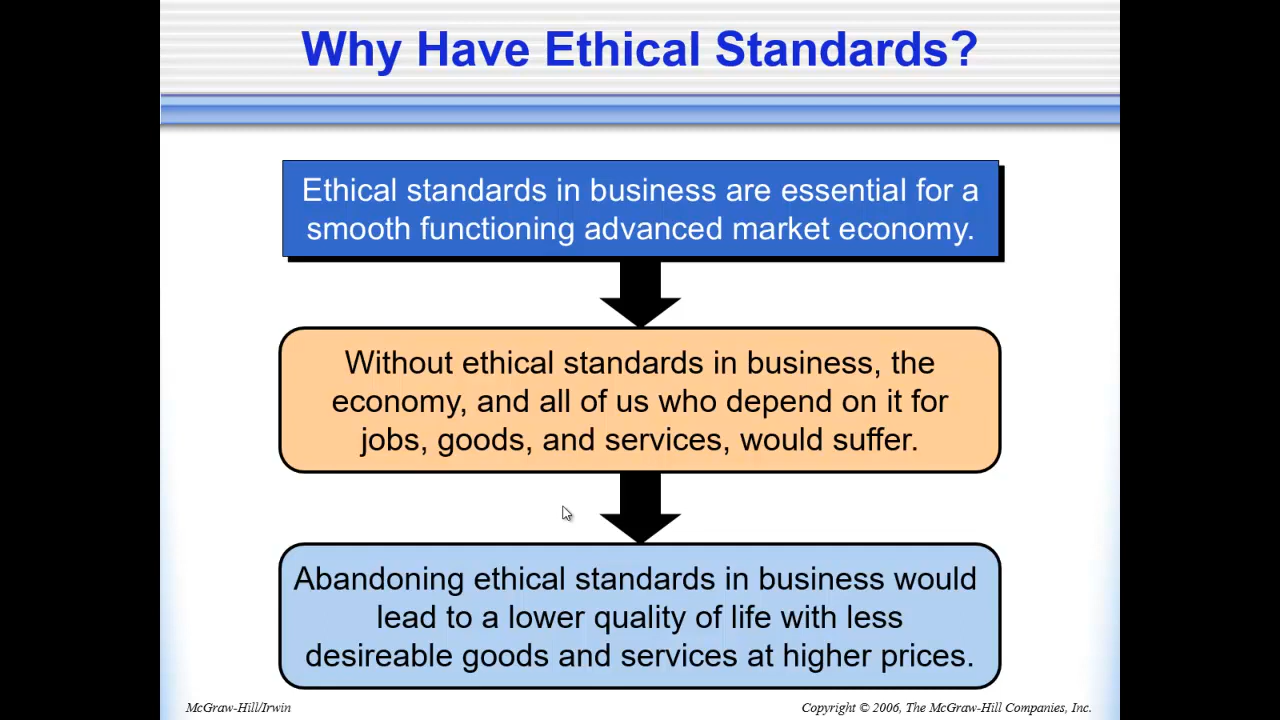 Why Have Ethical Standards?
Ethical standards in business are essential for a
smooth functioning advanced market economy.
Without ethical standards in business, the
economy, and all of us who depend on it for
jobs, goods, and services, would suffer.
Abandoning ethical standards in business would
lead to a lower quality of life with less
desireable goods and services at higher prices.
McGraw-Hill/Irwin
Copyright © 2006, The McGraw-Hill Companies, Inc.